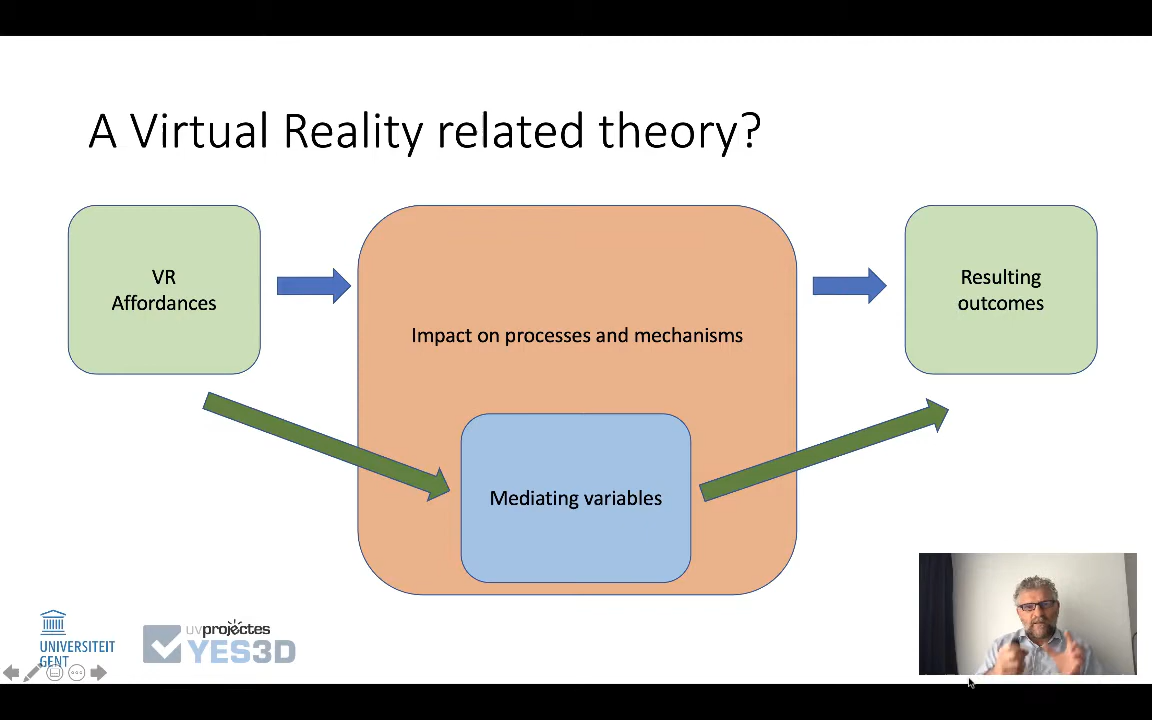 A Virtual Reality related theory?
VR
Affordances
Impact on processes and mechanisms
Mediating variables
Resulting
outcomes
UNIVERSITEIT
GENT
uvprojectes
YES3D